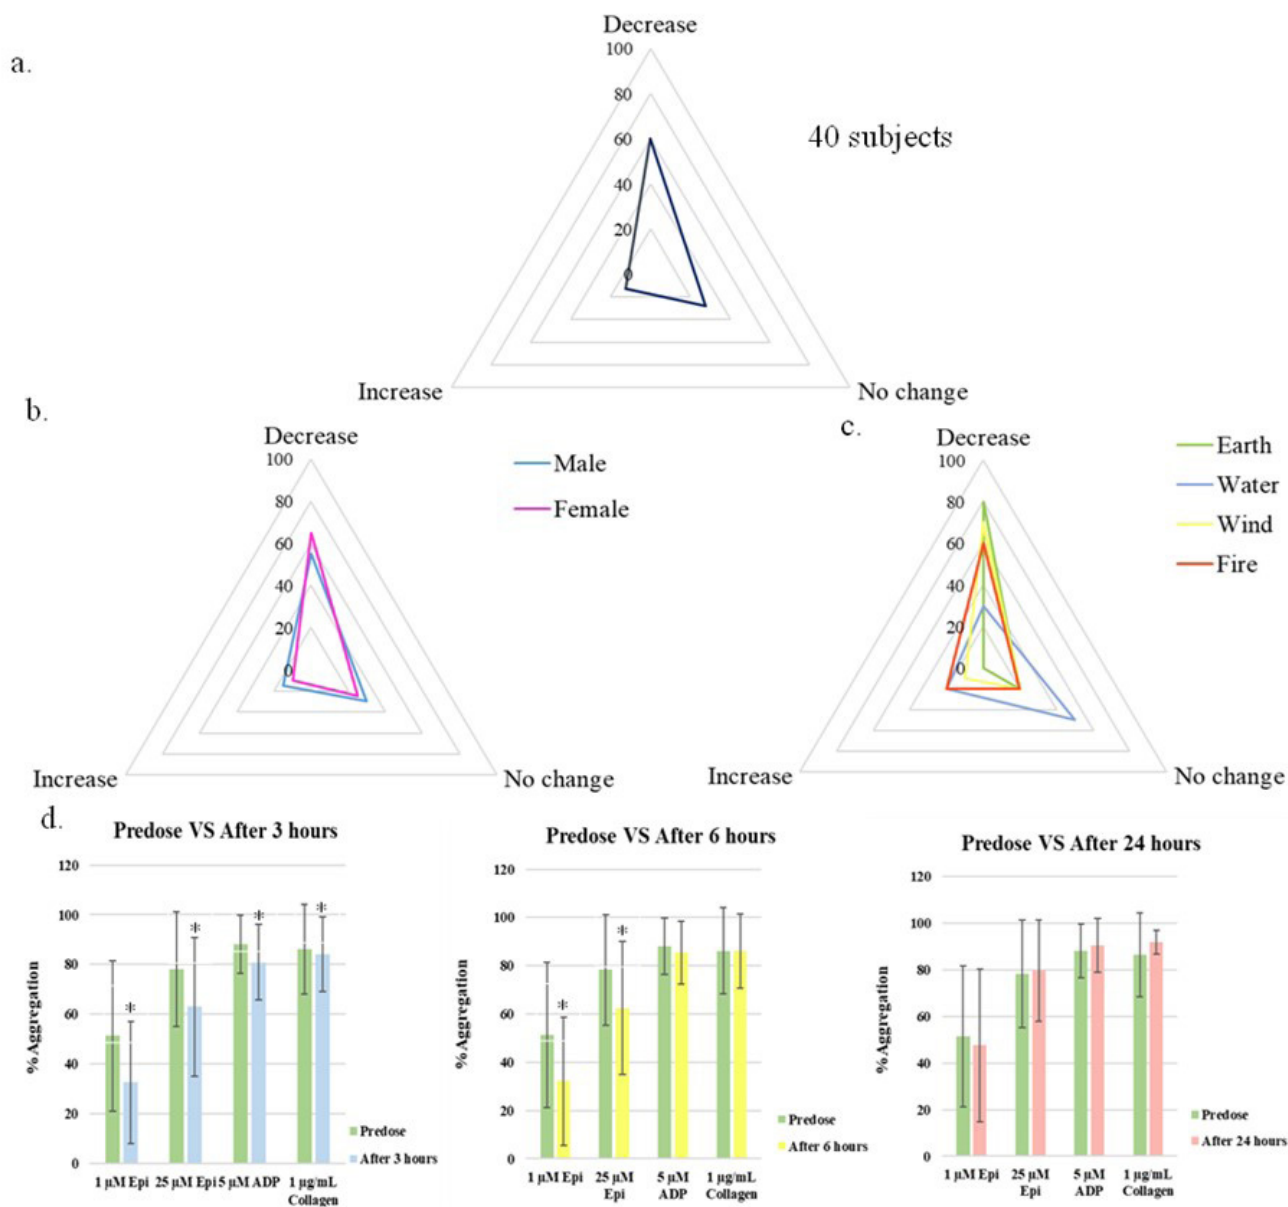 a.
Decrease
100
80
60
40
20
0
40 subjects
Increase
No change
b.
Decrease
100
80
60
40
20
0
Male
Female
Increase
No change
c.
Decrease
100
80
60
40
20
0
Earth
Water
Wind
Fire
Increase
No change
d.
Predose VS After 3 hours
% Aggregation
120
100
80
60
40
20
0
*
*
*
*
1 µM Epi
25 µM Epi
5 µM ADP
1 µg/mL
Collagen
Predose
After 3 hours
Predose VS After 6 hours
% Aggregation
120
100
80
60
40
20
0
*
*
1 µM Epi
25 µM
Epi
5 µM
ADP
1 µg/mL
Collagen
Predose
After 6 hours
Predose VS After 24 hours
% Aggregation
120
100
80
60
40
20
0
1 µM Epi
25 µM
Epi
5 µM
ADP
1 µg/mL
Collagen
Predose
After 24 hours